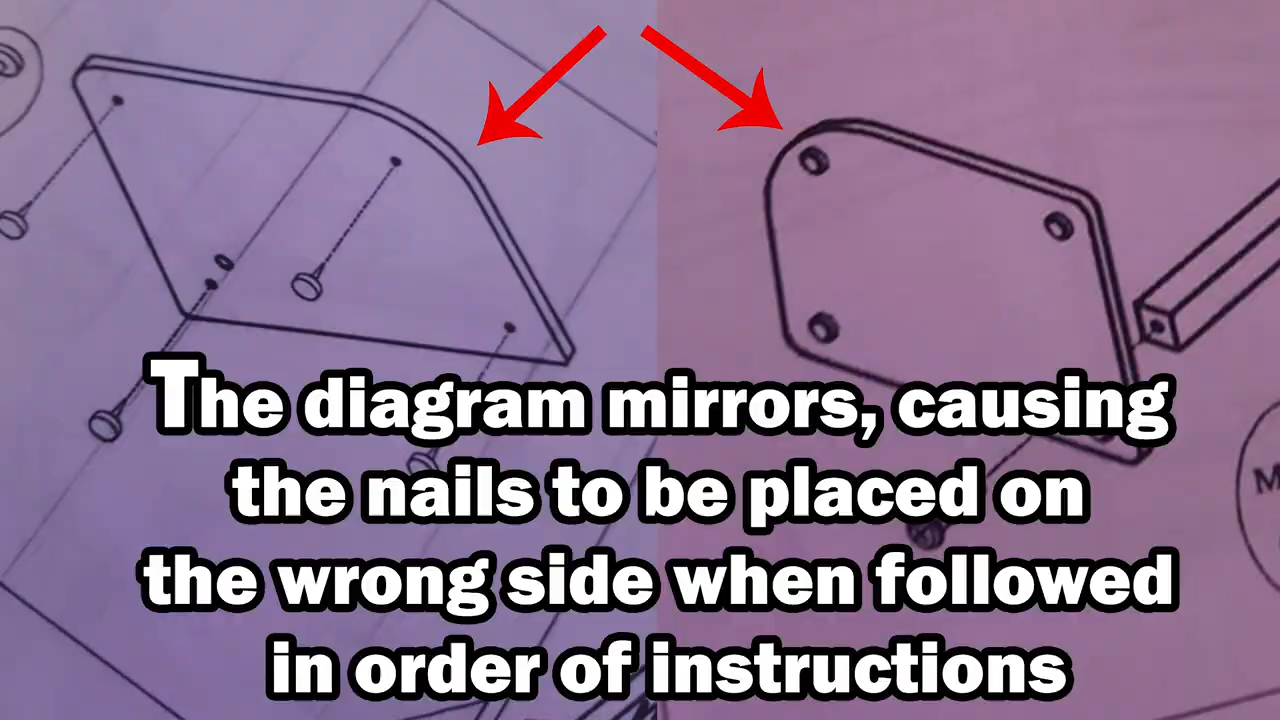 The diagram mirrors, causing
the nails to be placed on
the wrong side when followed
in order of instructions